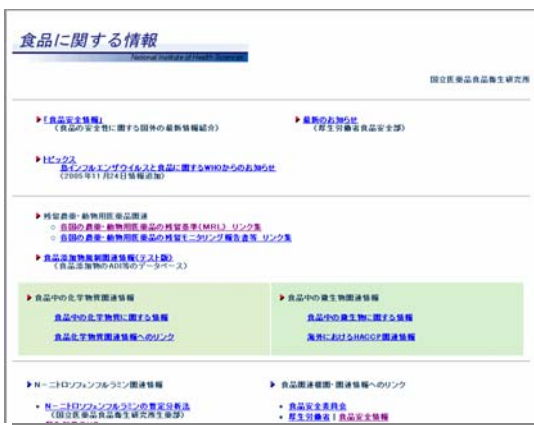 食品に関する情報
National Institute of Health Sciences
国立医薬品食品衛生研究所
「食品安全情報」
(食品の安全性に関する国外の最新情報紹介)
最新のお知らせ
(厚生労働省食品安全部)
トピックス
鳥インフルエンザウイルスと食品に関するWHOからのお知らせ
(2005年11月24日情報追加)
残留農薬・動物用医薬品関連
各国の農薬・動物用医薬品の残留基準(MRL) リンク集
各国の農薬・動物用医薬品の残留モニタリング報告書等 リンク集
食品添加物規制関連情報(テスト版)
(食品添加物のADI等のデータベース)
食品中の化学物質関連情報
食品中の化学物質に関する情報
食品化学物質関連情報へのリンク
食品中の微生物関連情報
食品中の微生物に関する情報
海外におけるHACCP関連情報
N-ニトロソフェンフルラミン関連情報
N-ニトロソフェンフルラミンの暫定分析法
(国立医薬品食品衛生研究所生薬部)
食品関連機関・関連情報へのリンク
食品安全委員会
厚生労働省 | 食品安全情報